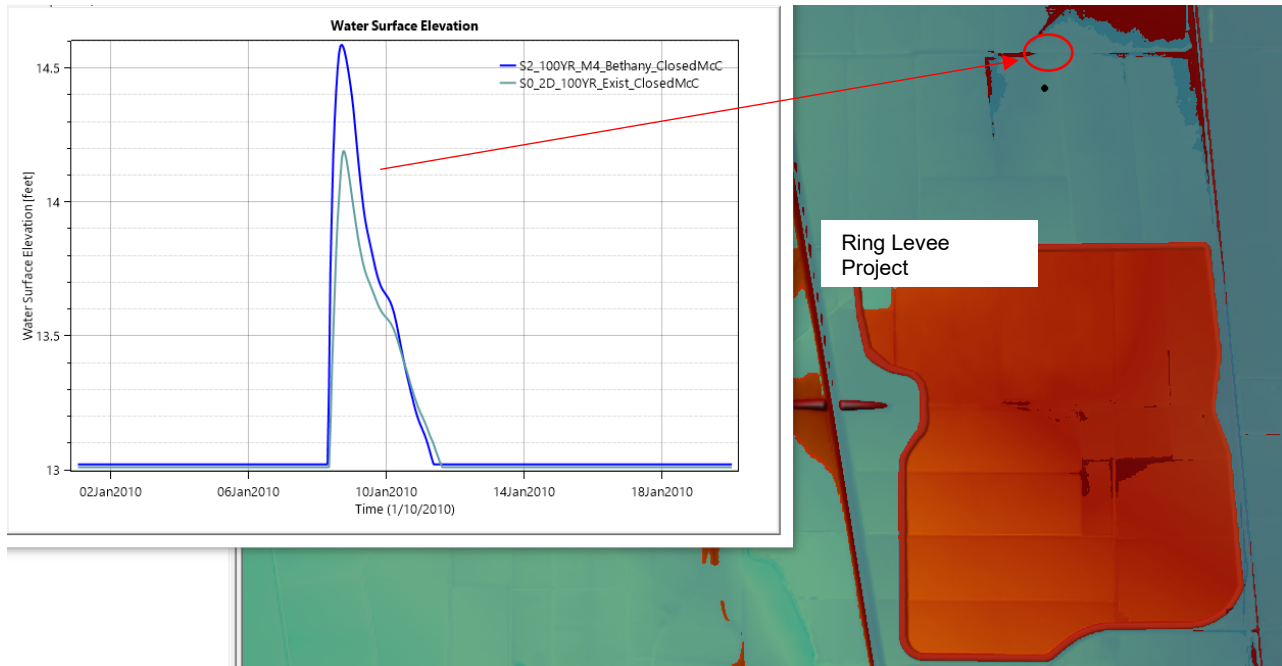 Water Surface Elevation
S2_100YR_M4_Bethany_ClosedMcC
S0_2D_100YR_Exist_ClosedMcC
Water Surface Elevation [feet]
14.5
14
13.5
13
02Jan2010 06Jan2010 10Jan2010 14Jan2010 18Jan2010
Time (1/10/2010)
Ring Levee
Project